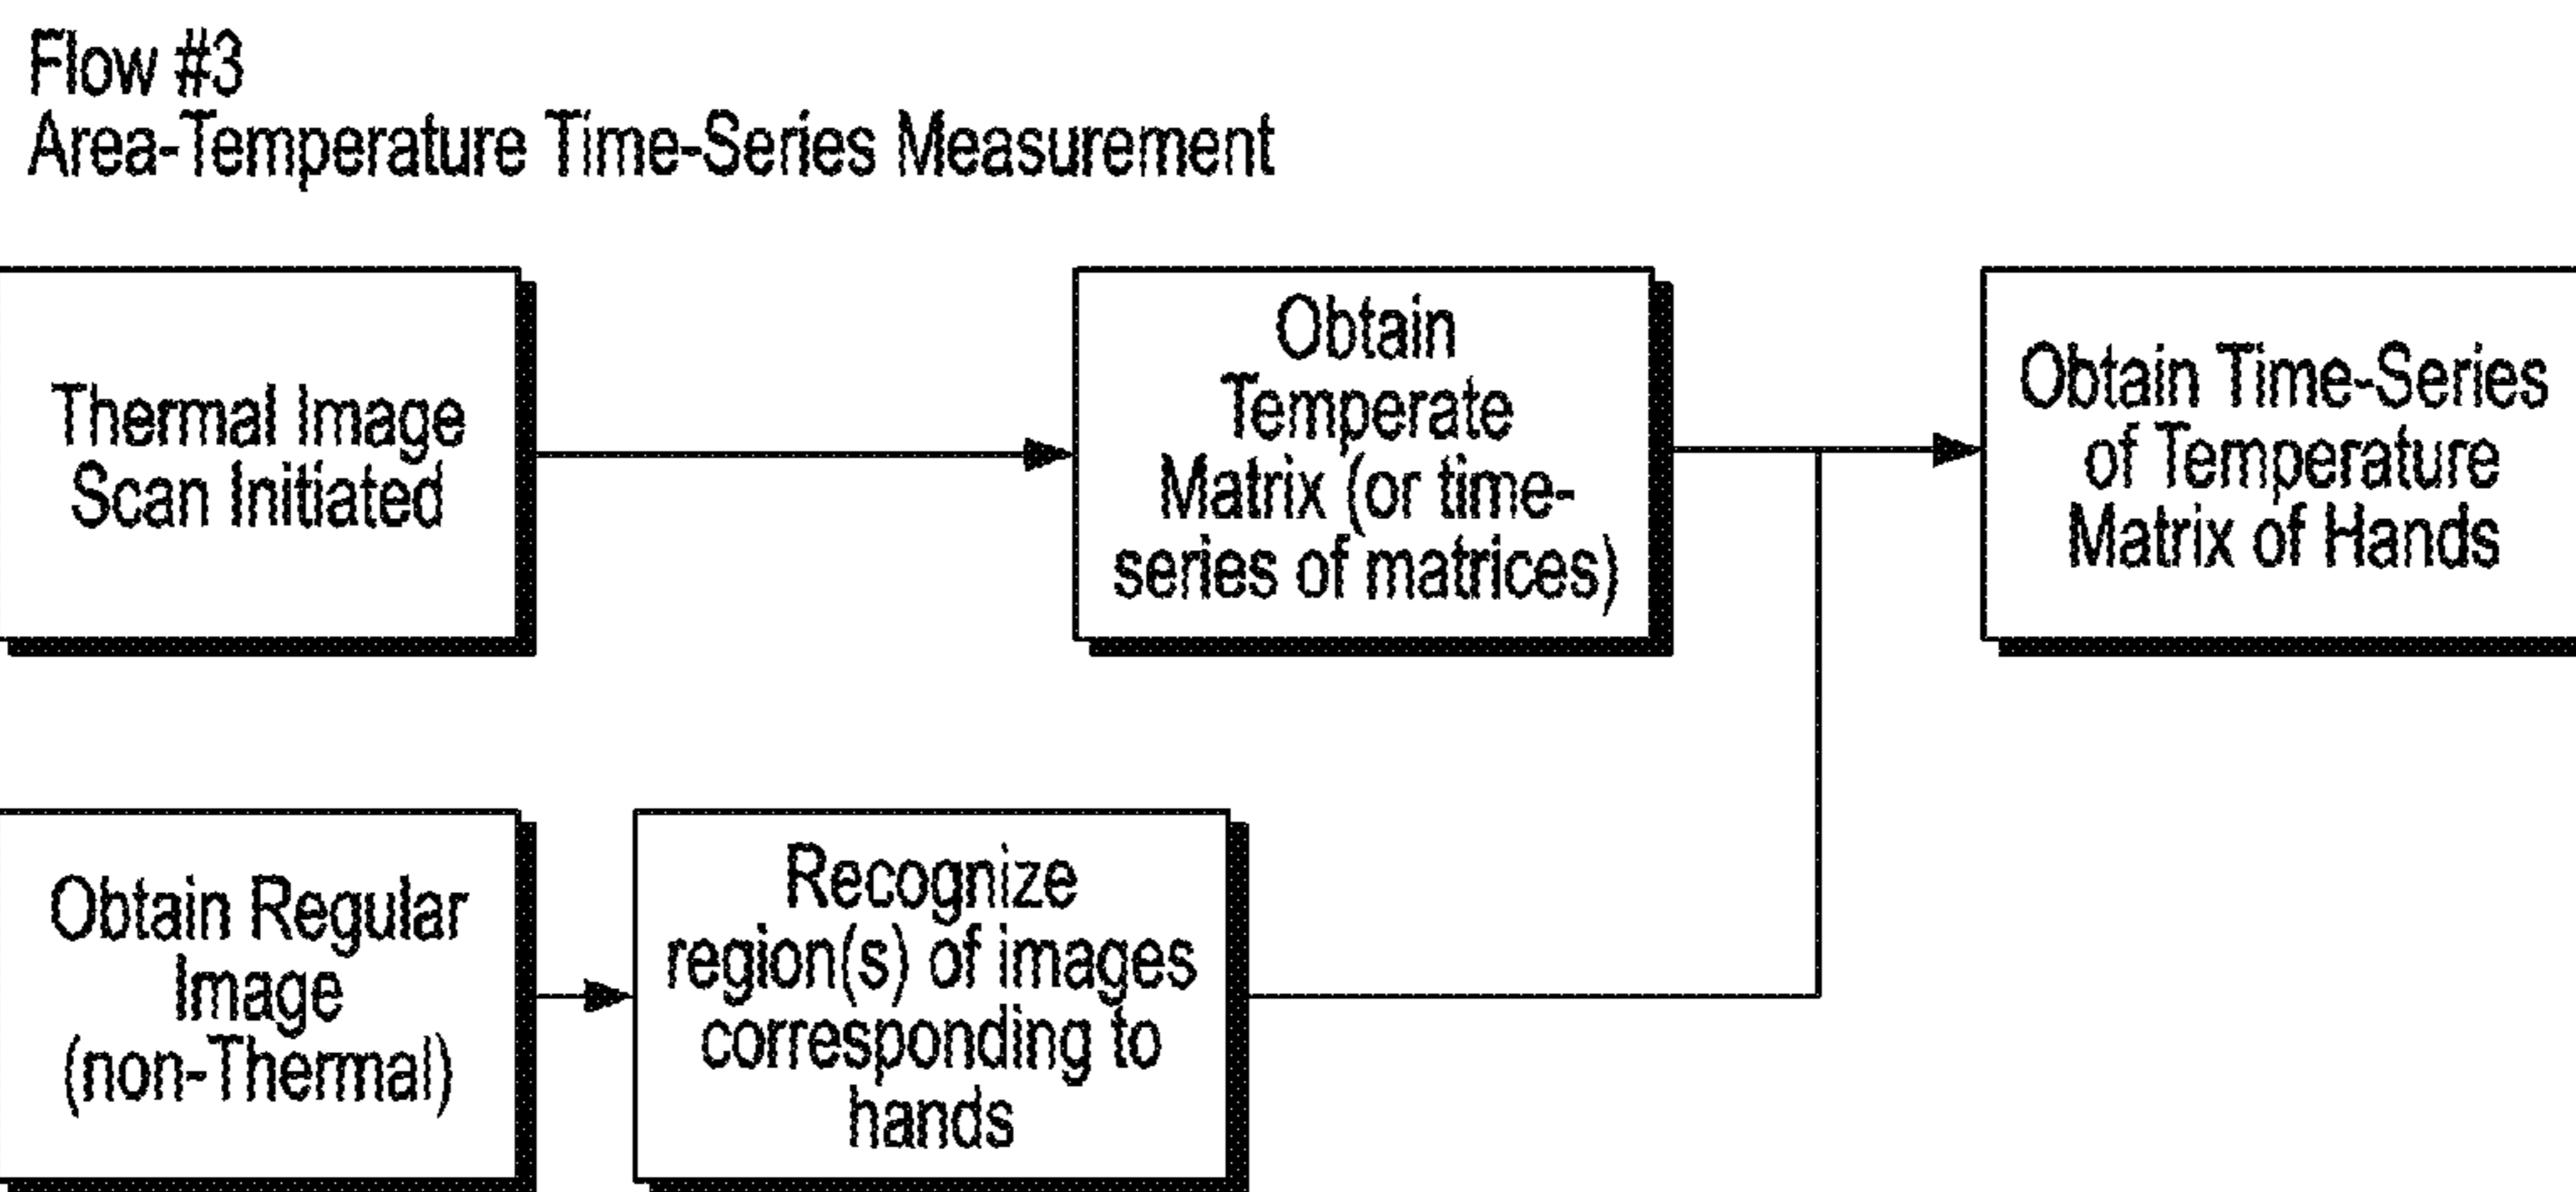 Flow #3
Area-Temperature Time-Series Measurement
Thermal Image
Scan Initiated
Obtain
Temperate
Matrix (or time-
series of matrices)
Obtain Time-Series
of Temperature
Matrix of Hands
Obtain Regular
Image
(non-Thermal)
Recognize
region(s) of images
corresponding to
hands